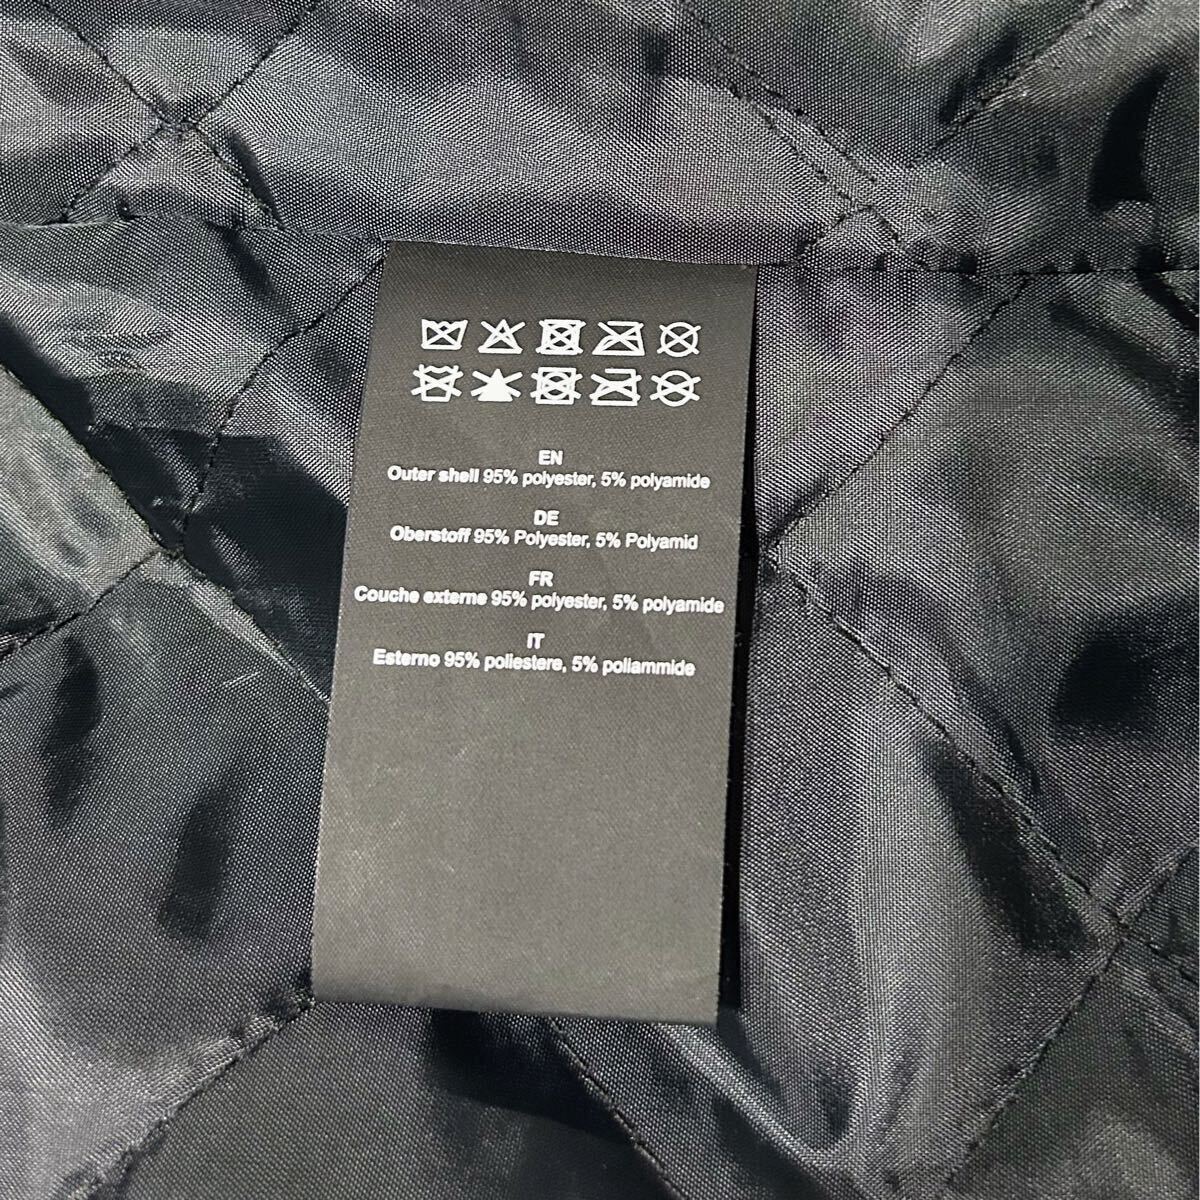 EN
Outer shell 95% polyester, 5% polyamide
DE
Oberstoff 95% Polyester, 5% Polyamid
FR
Couche externe 95% polyester, 5% polyamide
IT
Esterno 95% poliestere, 5% poliammide